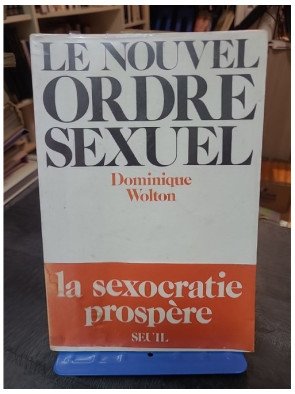 LE NOUVEL
ORDRE
SEXUEL
Dominique
Wolton
la sexocratie
prospère
SEUIL